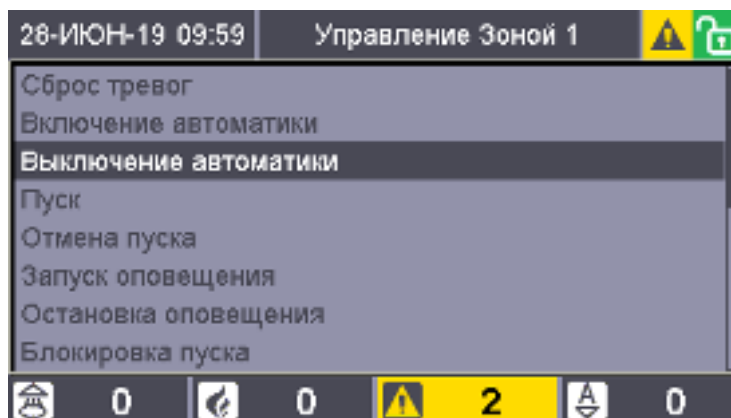 26-ИЮН-19 09:59 Управление Зоной 1
Сброс тревог
Включение автоматики
Выключение автоматики
Пуск
Отмена пуска
Запуск оповещения
Остановка оповещения
Блокировка пуска
0 0 2 0